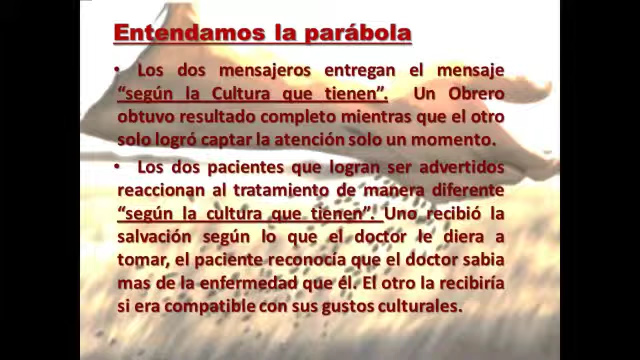 Entendamos la parábola
• Los dos mensajeros entregan el mensaje
“según la Cultura que tienen”. Un Obrero
obtuvo resultado completo mientras que el otro
solo logró captar la atención solo un momento.
• Los dos pacientes que logran ser advertidos
reaccionan al tratamiento de manera diferente
“según la cultura que tienen”. Uno recibió la
salvación según lo que el doctor le diera a
tomar, el paciente reconocía que el doctor sabia
mas de la enfermedad que él. El otro la recibiría
si era compatible con sus gustos culturales.